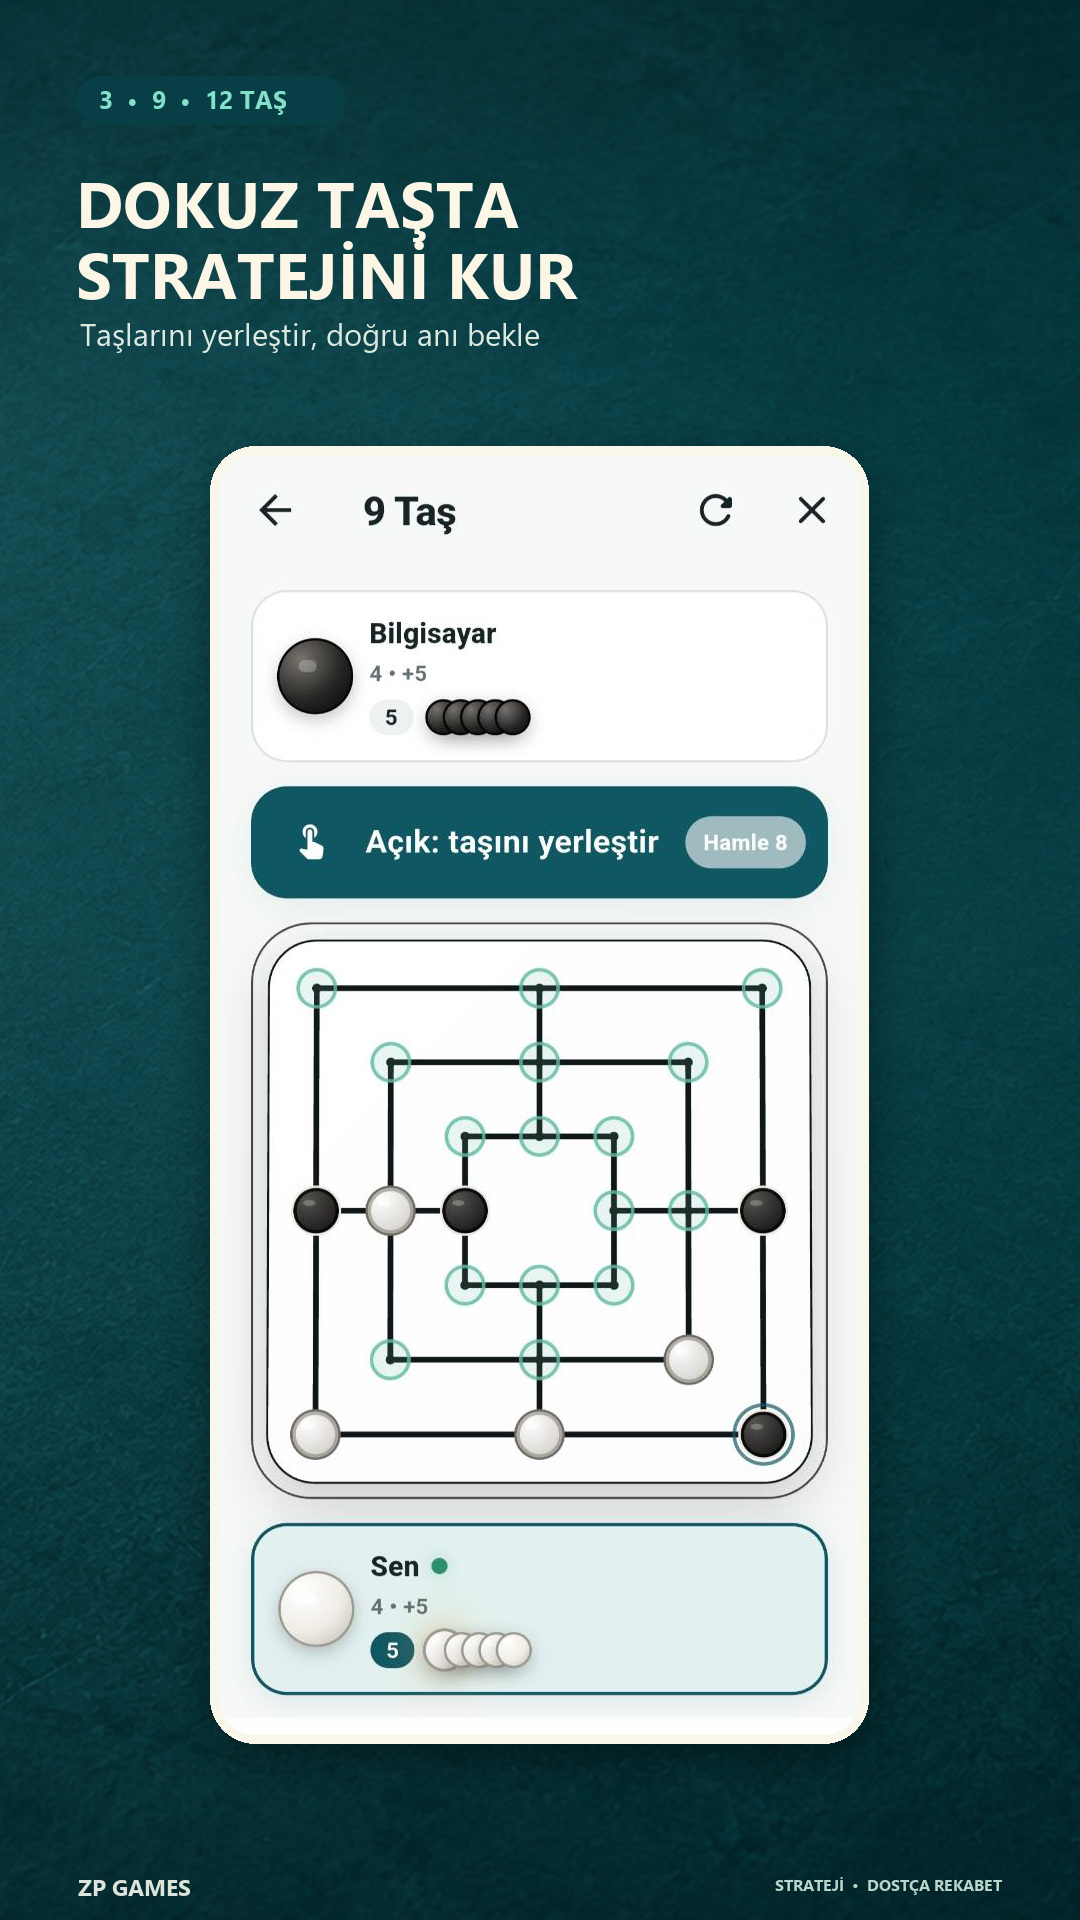 3 • 9 • 12 TAŞ
DOKUZ TAŞTA
STRATEJİNİ KUR
Taşlarını yerleştir, doğru anı bekle
9 Taş
Bilgisayar
4 • +5
5
Açık: taşını yerleştir
Hamle 8
Sen
4 • +5
5
ZP GAMES
STRATEJİ • DOSTÇA REKABET